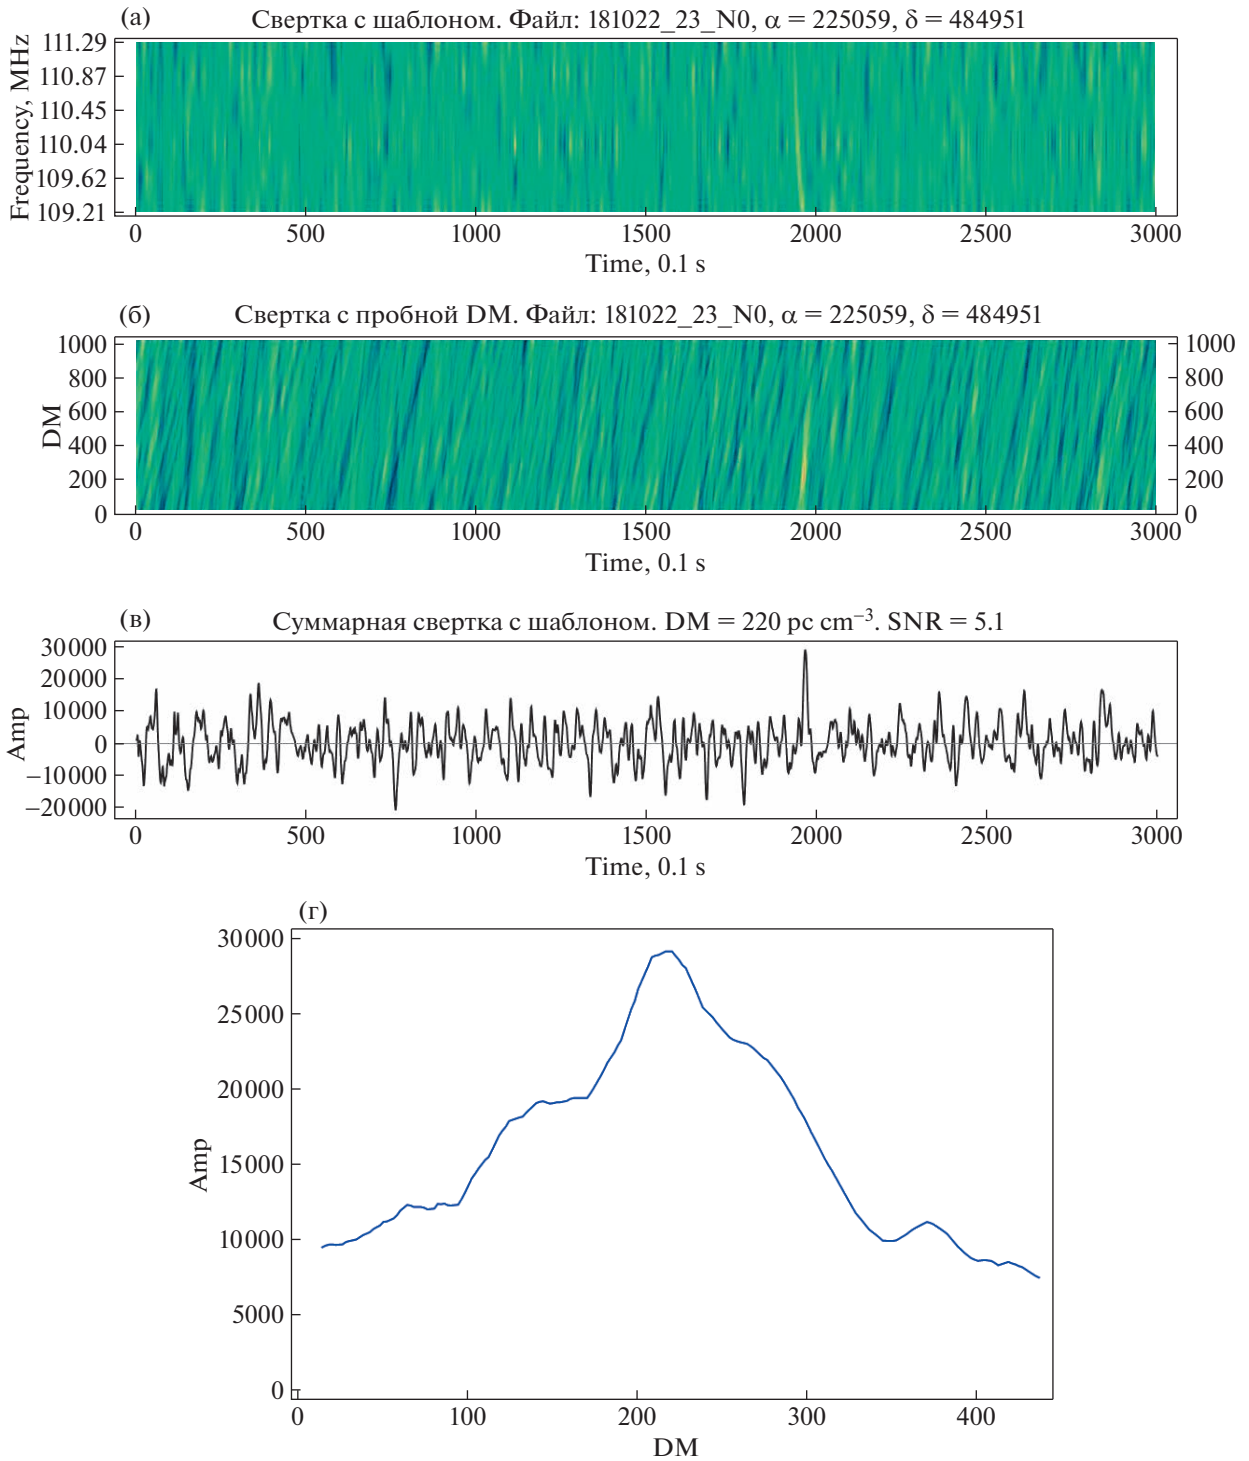 (а)
Свертка с шаблоном. Файл: 181022_23_N0, α = 225059, δ = 484951
Frequency, MHz
111.29
110.87
110.45
110.04
109.62
109.21
0 500 1000 1500 2000 2500 3000
Time, 0.1 s
(б)
Свертка с пробной DM. Файл: 181022_23_N0, α = 225059, δ = 484951
DM
1000 1000
800 800
600 600
400 400
200 200
0 0
0 500 1000 1500 2000 2500 3000
Time, 0.1 s
(в)
Суммарная свертка с шаблоном. DM = 220 pc cm⁻³. SNR = 5.1
Amp
30000
20000
10000
0
−10000
−20000
0 500 1000 1500 2000 2500 3000
Time, 0.1 s
(г)
Amp
30000
25000
20000
15000
10000
5000
0
0 100 200 300 400
DM